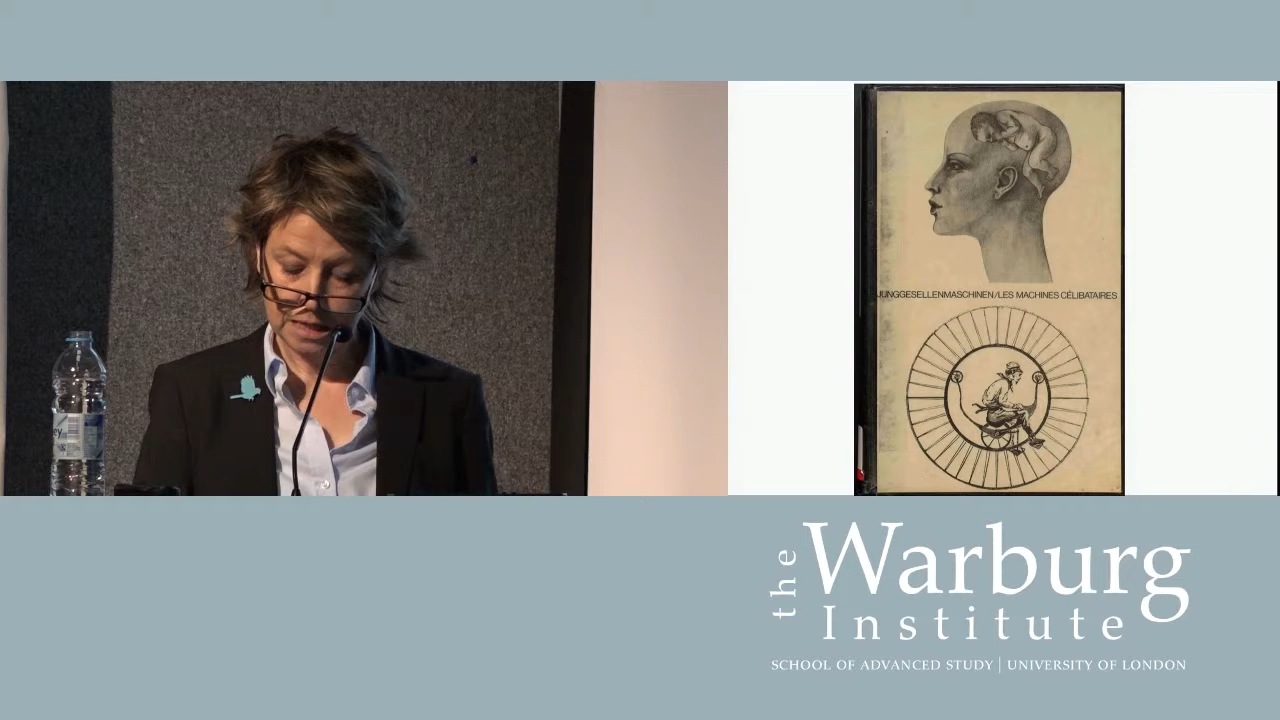 JUNGGESELLENMASCHINEN/LES MACHINES CÉLIBATAIRES
the Warburg
Institute
SCHOOL OF ADVANCED STUDY | UNIVERSITY OF LONDON